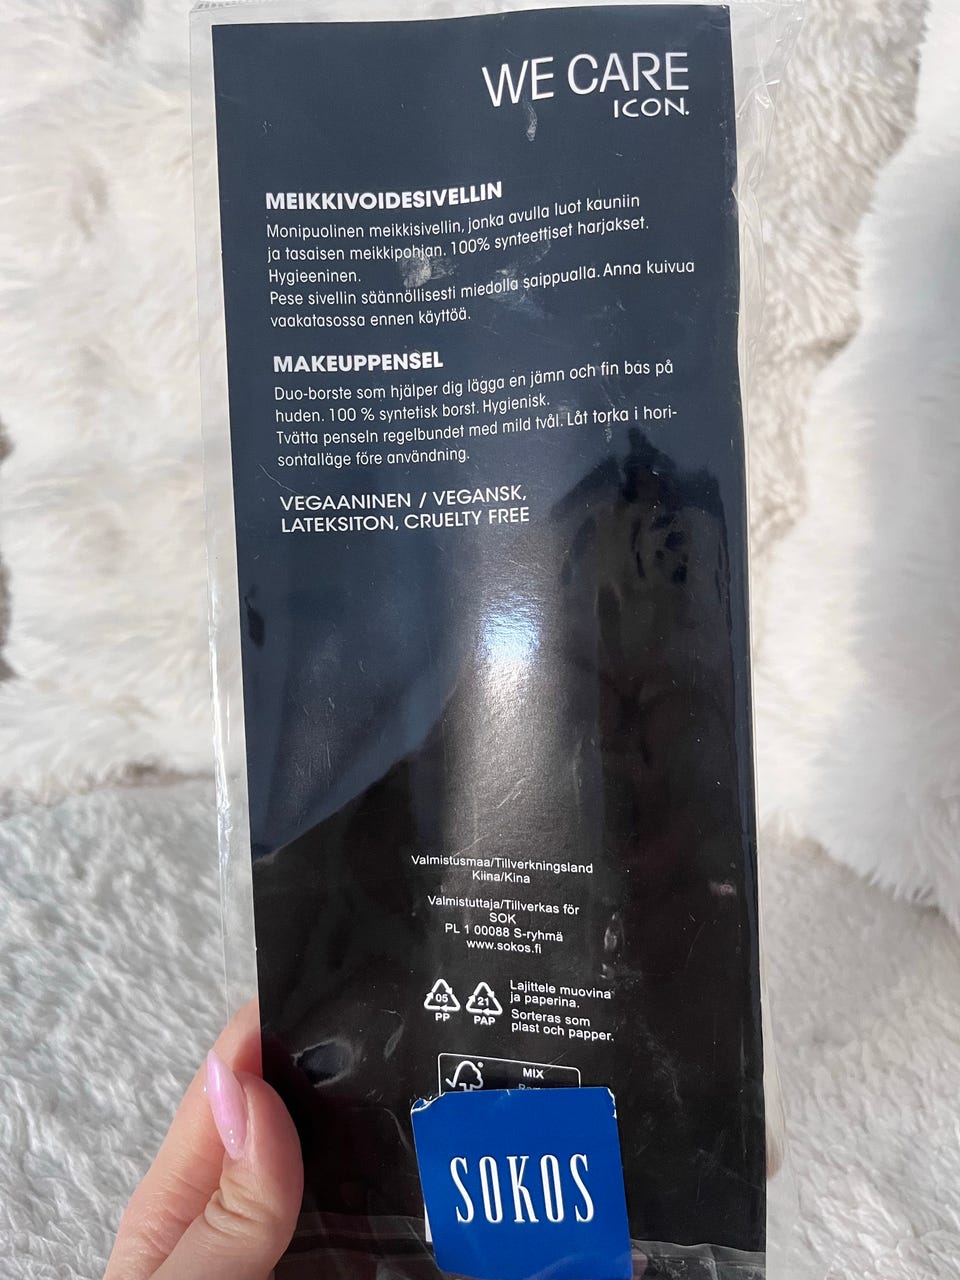 WE CARE
ICON.
MEIKKIVOIDESIVELLIN
Monipuolinen meikkisivellin, jonka avulla luot kauniin
ja tasaisen meikkipohjan. 100% synteettiset harjakset.
Hygieeninen.
Pese sivellin säännöllisesti miedolla saippualla. Anna kuivua
vaakatasossa ennen käyttöä.
MAKEUPPENSEL
Duo-borste som hjälper dig lägga en jämn och fin bas på
huden. 100 % syntetisk borst. Hygienisk.
Tvätta penseln regelbundet med mild tvål. Låt torka i hori-
sontalläge före användning.
VEGAANINEN / VEGANSK,
LATEKSITON, CRUELTY FREE
Valmistusmaa/Tillverkningsland
Kiina/Kina
Valmistuttaja/Tillverkas för
SOK
PL 1 00088 S-ryhmä
www.sokos.fi
05
PP
21
PAP
Lajittele muovina
ja paperina.
Sorteras som
plast och papper.
MIX
SOKOS